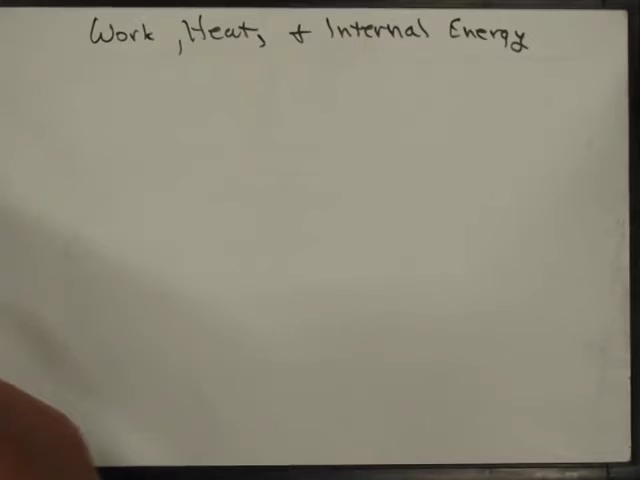 Work, Heat, + Internal Energy